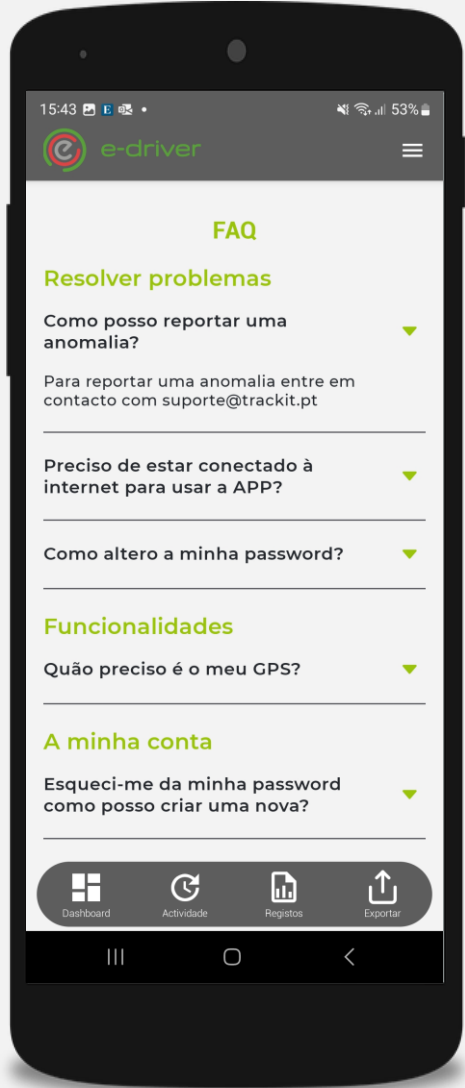 15:43
53%
e-driver
FAQ
Resolver problemas
Como posso reportar uma
anomalia?
Para reportar uma anomalia entre em
contacto com suporte@trackit.pt
Preciso de estar conectado à
internet para usar a APP?
Como altero a minha password?
Funcionalidades
Quão preciso é o meu GPS?
A minha conta
Esqueci-me da minha password
como posso criar uma nova?
Dashboard
Actividade
Registos
Exportar